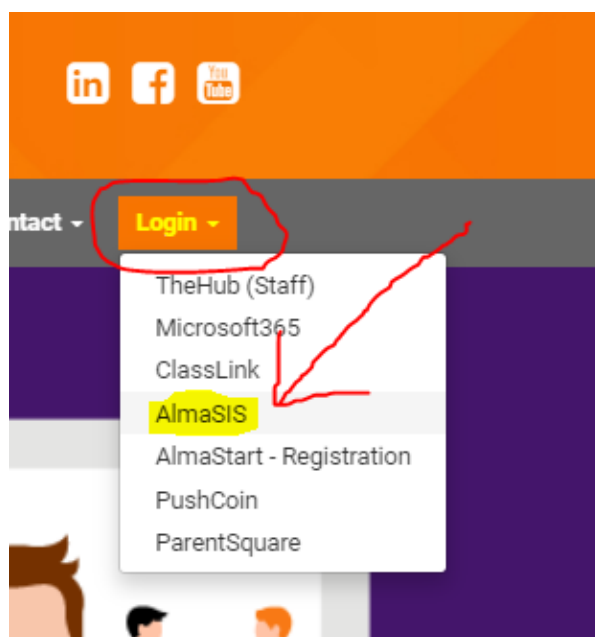 in f You Tube
ntact Login
TheHub (Staff)
Microsoft365
ClassLink
AlmaSIS
AlmaStart - Registration
PushCoin
ParentSquare